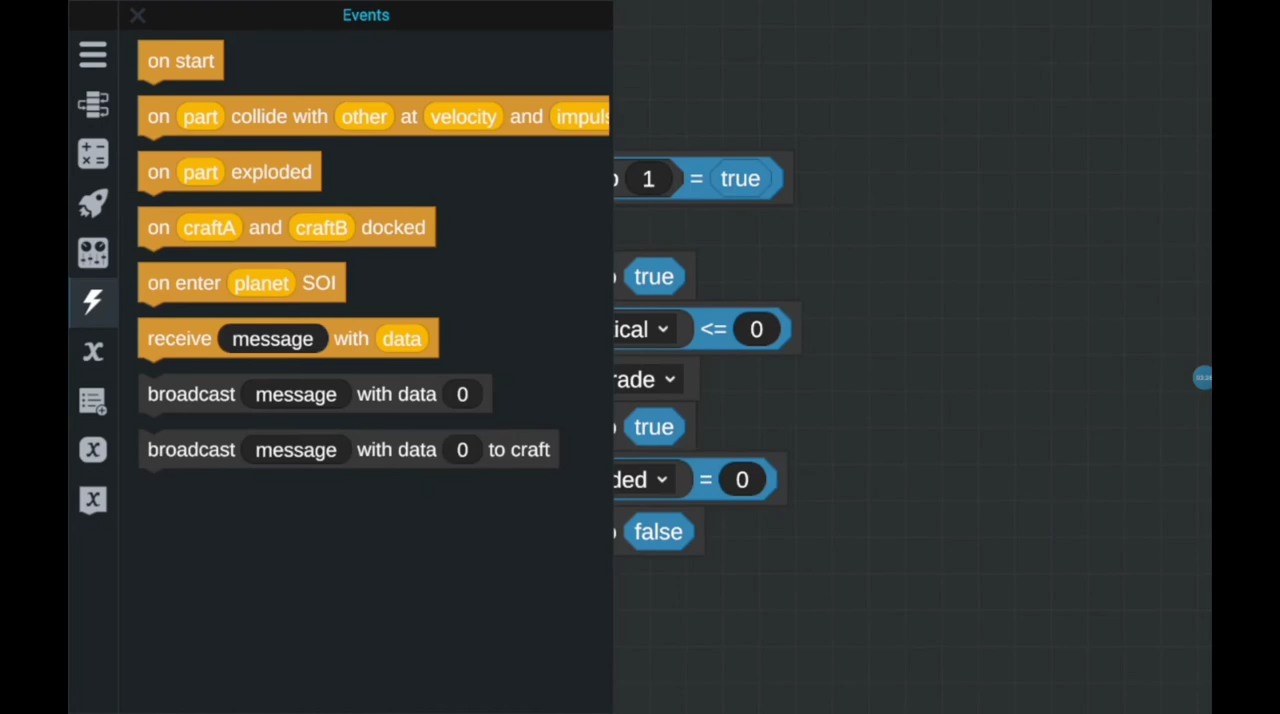 Events
on start
on part collide with other at velocity and impuls
1 = true
on part exploded
on craftA and craftB docked
true
on enter planet SOI
receive message with data
ical <= 0
rade
broadcast message with data 0
true
broadcast message with data 0 to craft
ded = 0
false